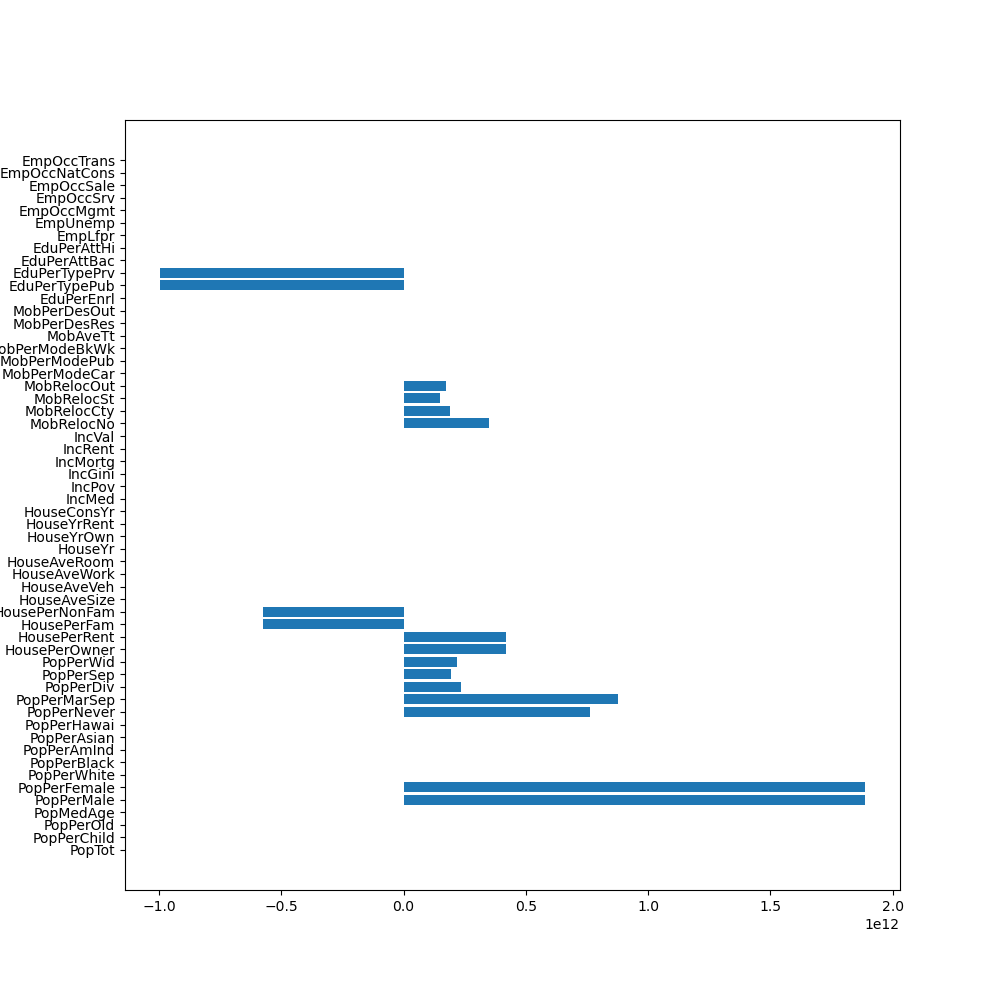 EmpOccTrans
EmpOccNatCons
EmpOccSale
EmpOccSrv
EmpOccMgmt
EmpUnemp
EmpLfpr
EduPerAttHi
EduPerAttBac
EduPerTypePrv
EduPerTypePub
EduPerEnrl
MobPerDesOut
MobPerDesRes
MobAveTt
obPerModeBkWk
MobPerModePub
MobPerModeCar
MobRelocOut
MobRelocSt
MobRelocCty
MobRelocNo
IncVal
IncRent
IncMortg
IncGini
IncPov
IncMed
HouseConsYr
HouseYrRent
HouseYrOwn
HouseYr
HouseAveRoom
HouseAveWork
HouseAveVeh
HouseAveSize
HousePerNonFam
HousePerFam
HousePerRent
HousePerOwner
PopPerWid
PopPerSep
PopPerDiv
PopPerMarSep
PopPerNever
PopPerHawai
PopPerAsian
PopPerAmInd
PopPerBlack
PopPerWhite
PopPerFemale
PopPerMale
PopMedAge
PopPerOld
PopPerChild
PopTot
−1.0 −0.5 0.0 0.5 1.0 1.5 2.0
1e12